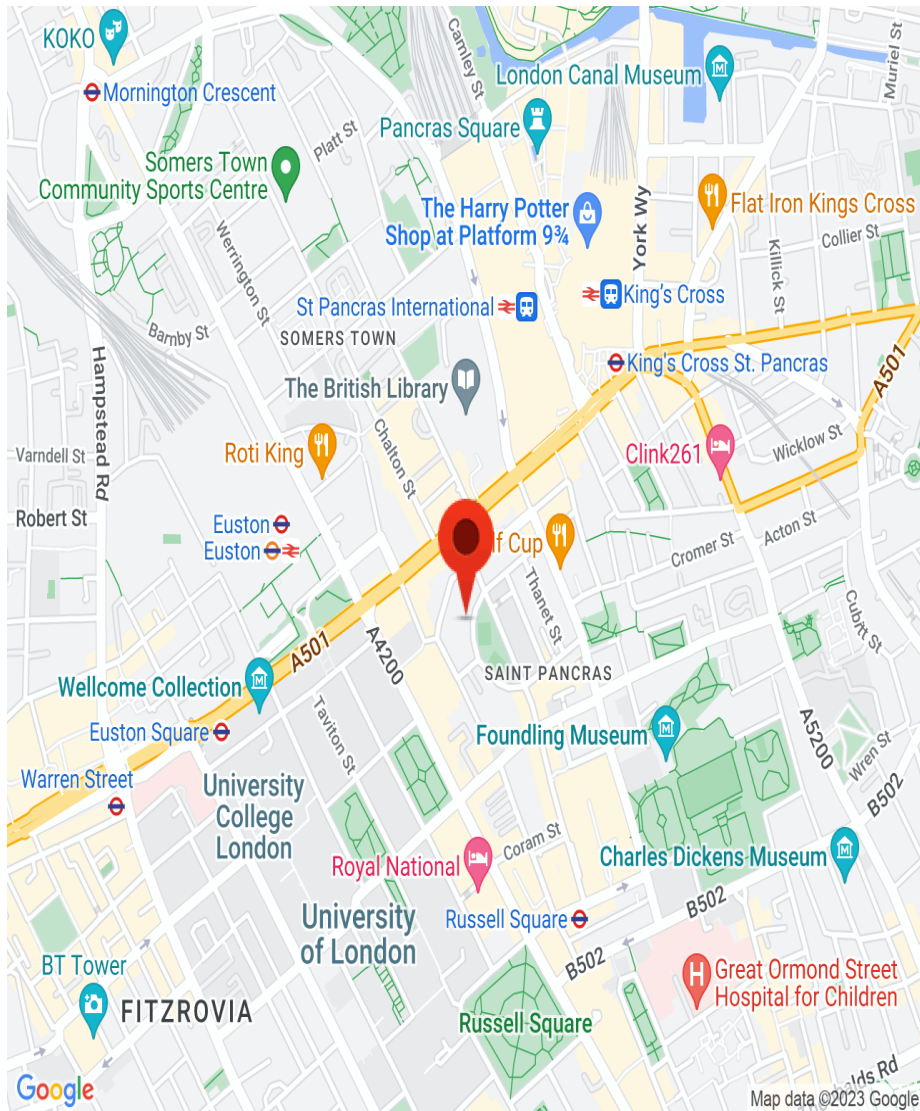 KOKO
Camley St
Muriel St
London Canal Museum
Mornington Crescent
Pancras Square
Platt St
Somers Town
Community Sports Centre
The Harry Potter
Shop at Platform 9¾
York Wy
Flat Iron Kings Cross
Collier St
Killick St
Werrington St
St Pancras International
King's Cross
Barnby St
SOMERS TOWN
Hampstead Rd
King's Cross St. Pancras
A501
The British Library
Chalton St
Varndell St
Roti King
Clink261
Wicklow St
Robert St
Euston
Euston
Cup
Acton St
Cromer St
Thanet St
Cubitt St
A501
A4200
SAINT PANCRAS
Wellcome Collection
Taviton St
Euston Square
Foundling Museum
A5200
Wren St
Warren Street
University
College
London
B502
Coram St
Royal National
Charles Dickens Museum
University
of London
Russell Square
B502
B502
BT Tower
FITZROVIA
Great Ormond Street
Hospital for Children
Russell Square
Google
Rd
Map data ©2023 Google